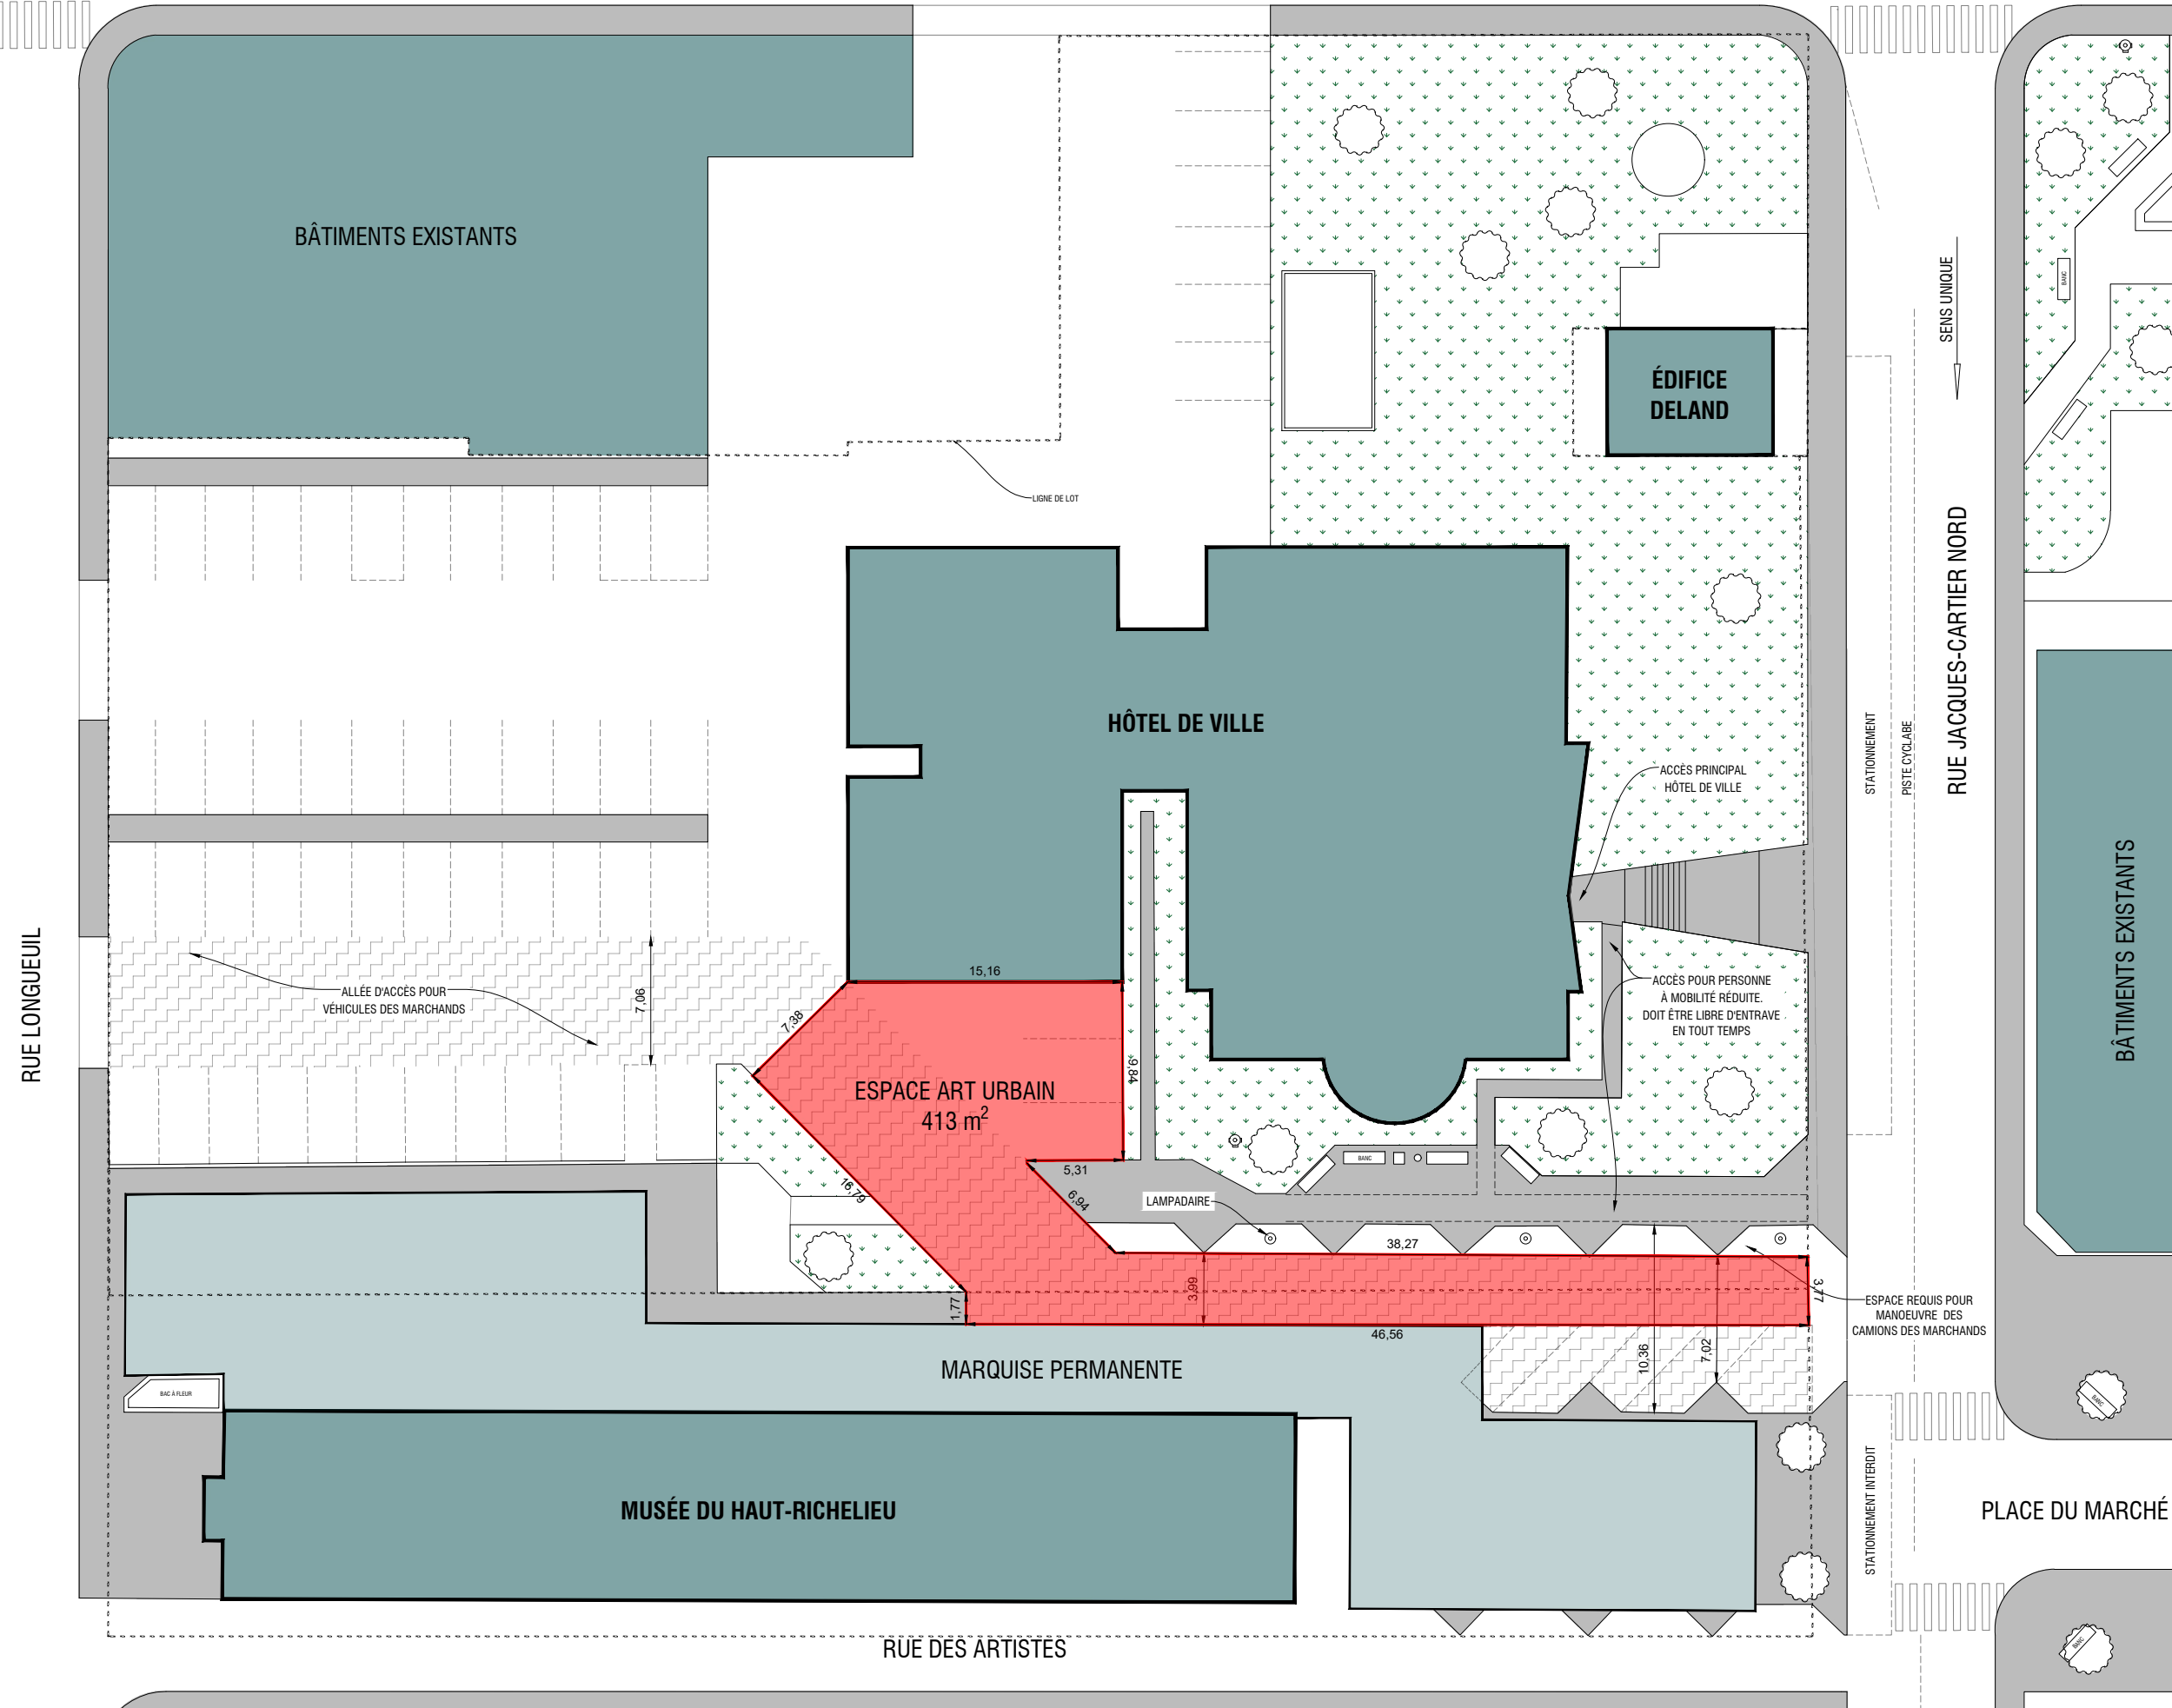 BÂTIMENTS EXISTANTS
ÉDIFICE
DELAND
SENS UNIQUE
BANC
LIGNE DE LOT
RUE JACQUES-CARTIER NORD
HÔTEL DE VILLE
STATIONNEMENT
PISTE CYCLABE
ACCÈS PRINCIPAL
HÔTEL DE VILLE
BÂTIMENTS EXISTANTS
RUE LONGUEUIL
ALLÉE D'ACCÈS POUR
VÉHICULES DES MARCHANDS
7,06
15,16
7,38
9,84
ACCÈS POUR PERSONNE
À MOBILITÉ RÉDUITE.
DOIT ÊTRE LIBRE D'ENTRAVE
EN TOUT TEMPS
ESPACE ART URBAIN
413 m²
5,31
BANC
16,79
6,94
LAMPADAIRE
38,27
3,99
1,77
3,77
46,56
10,36
7,02
ESPACE REQUIS POUR
MANOEUVRE DES
CAMIONS DES MARCHANDS
MARQUISE PERMANENTE
BAC À FLEUR
BANC
MUSÉE DU HAUT-RICHELIEU
STATIONNEMENT INTERDIT
PLACE DU MARCHÉ
RUE DES ARTISTES
BANC